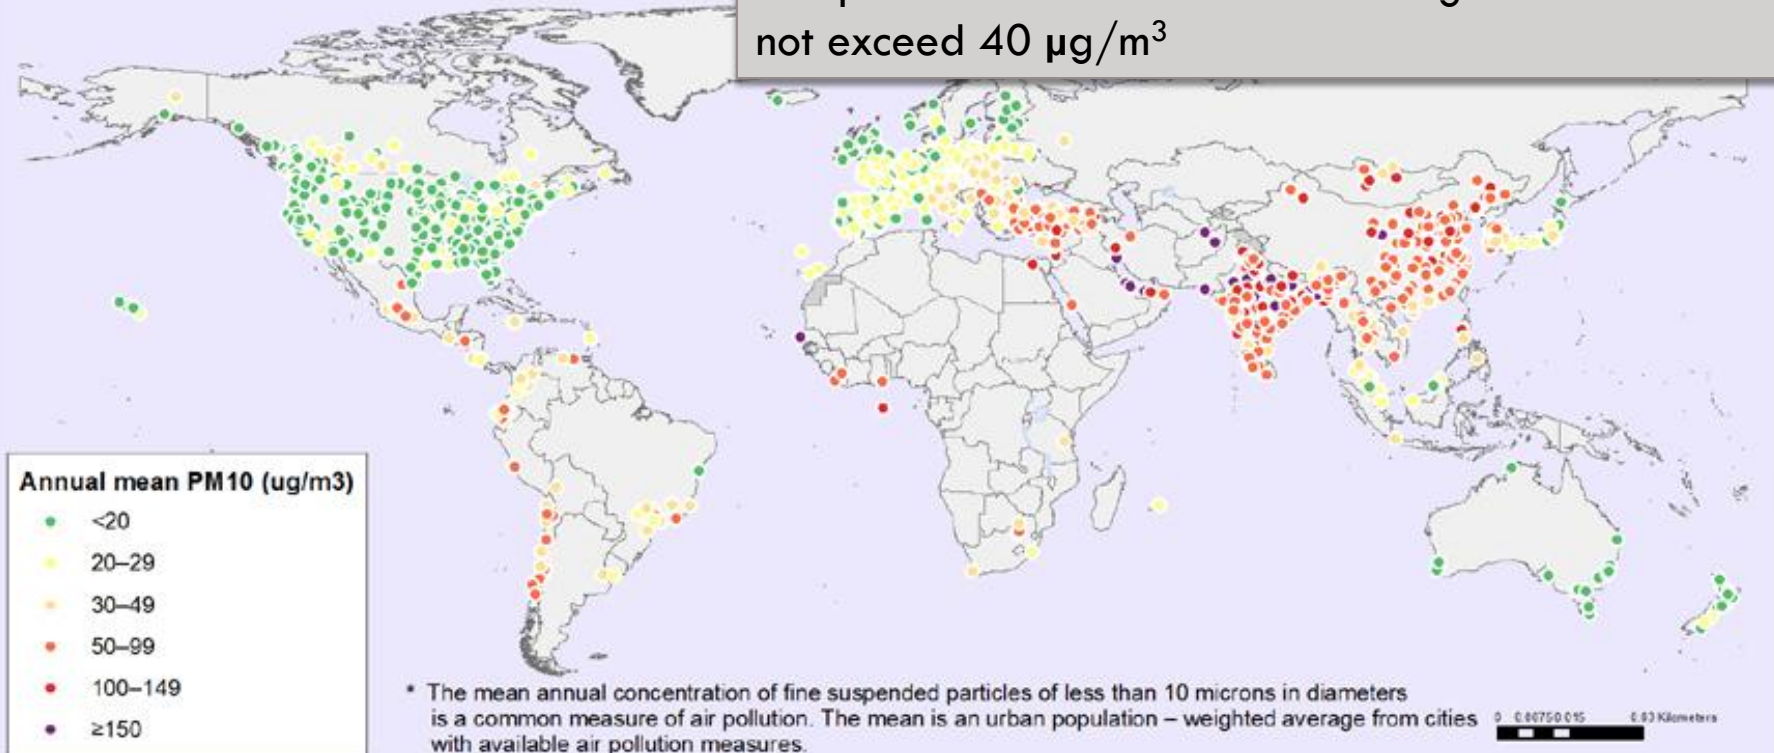 not exceed 40 µg/m³
Annual mean PM10 (ug/m3)
<20
20–29
30–49
50–99
100–149
≥150
* The mean annual concentration of fine suspended particles of less than 10 microns in diameters
is a common measure of air pollution. The mean is an urban population – weighted average from cities
with available air pollution measures.
0.03 Kilometers